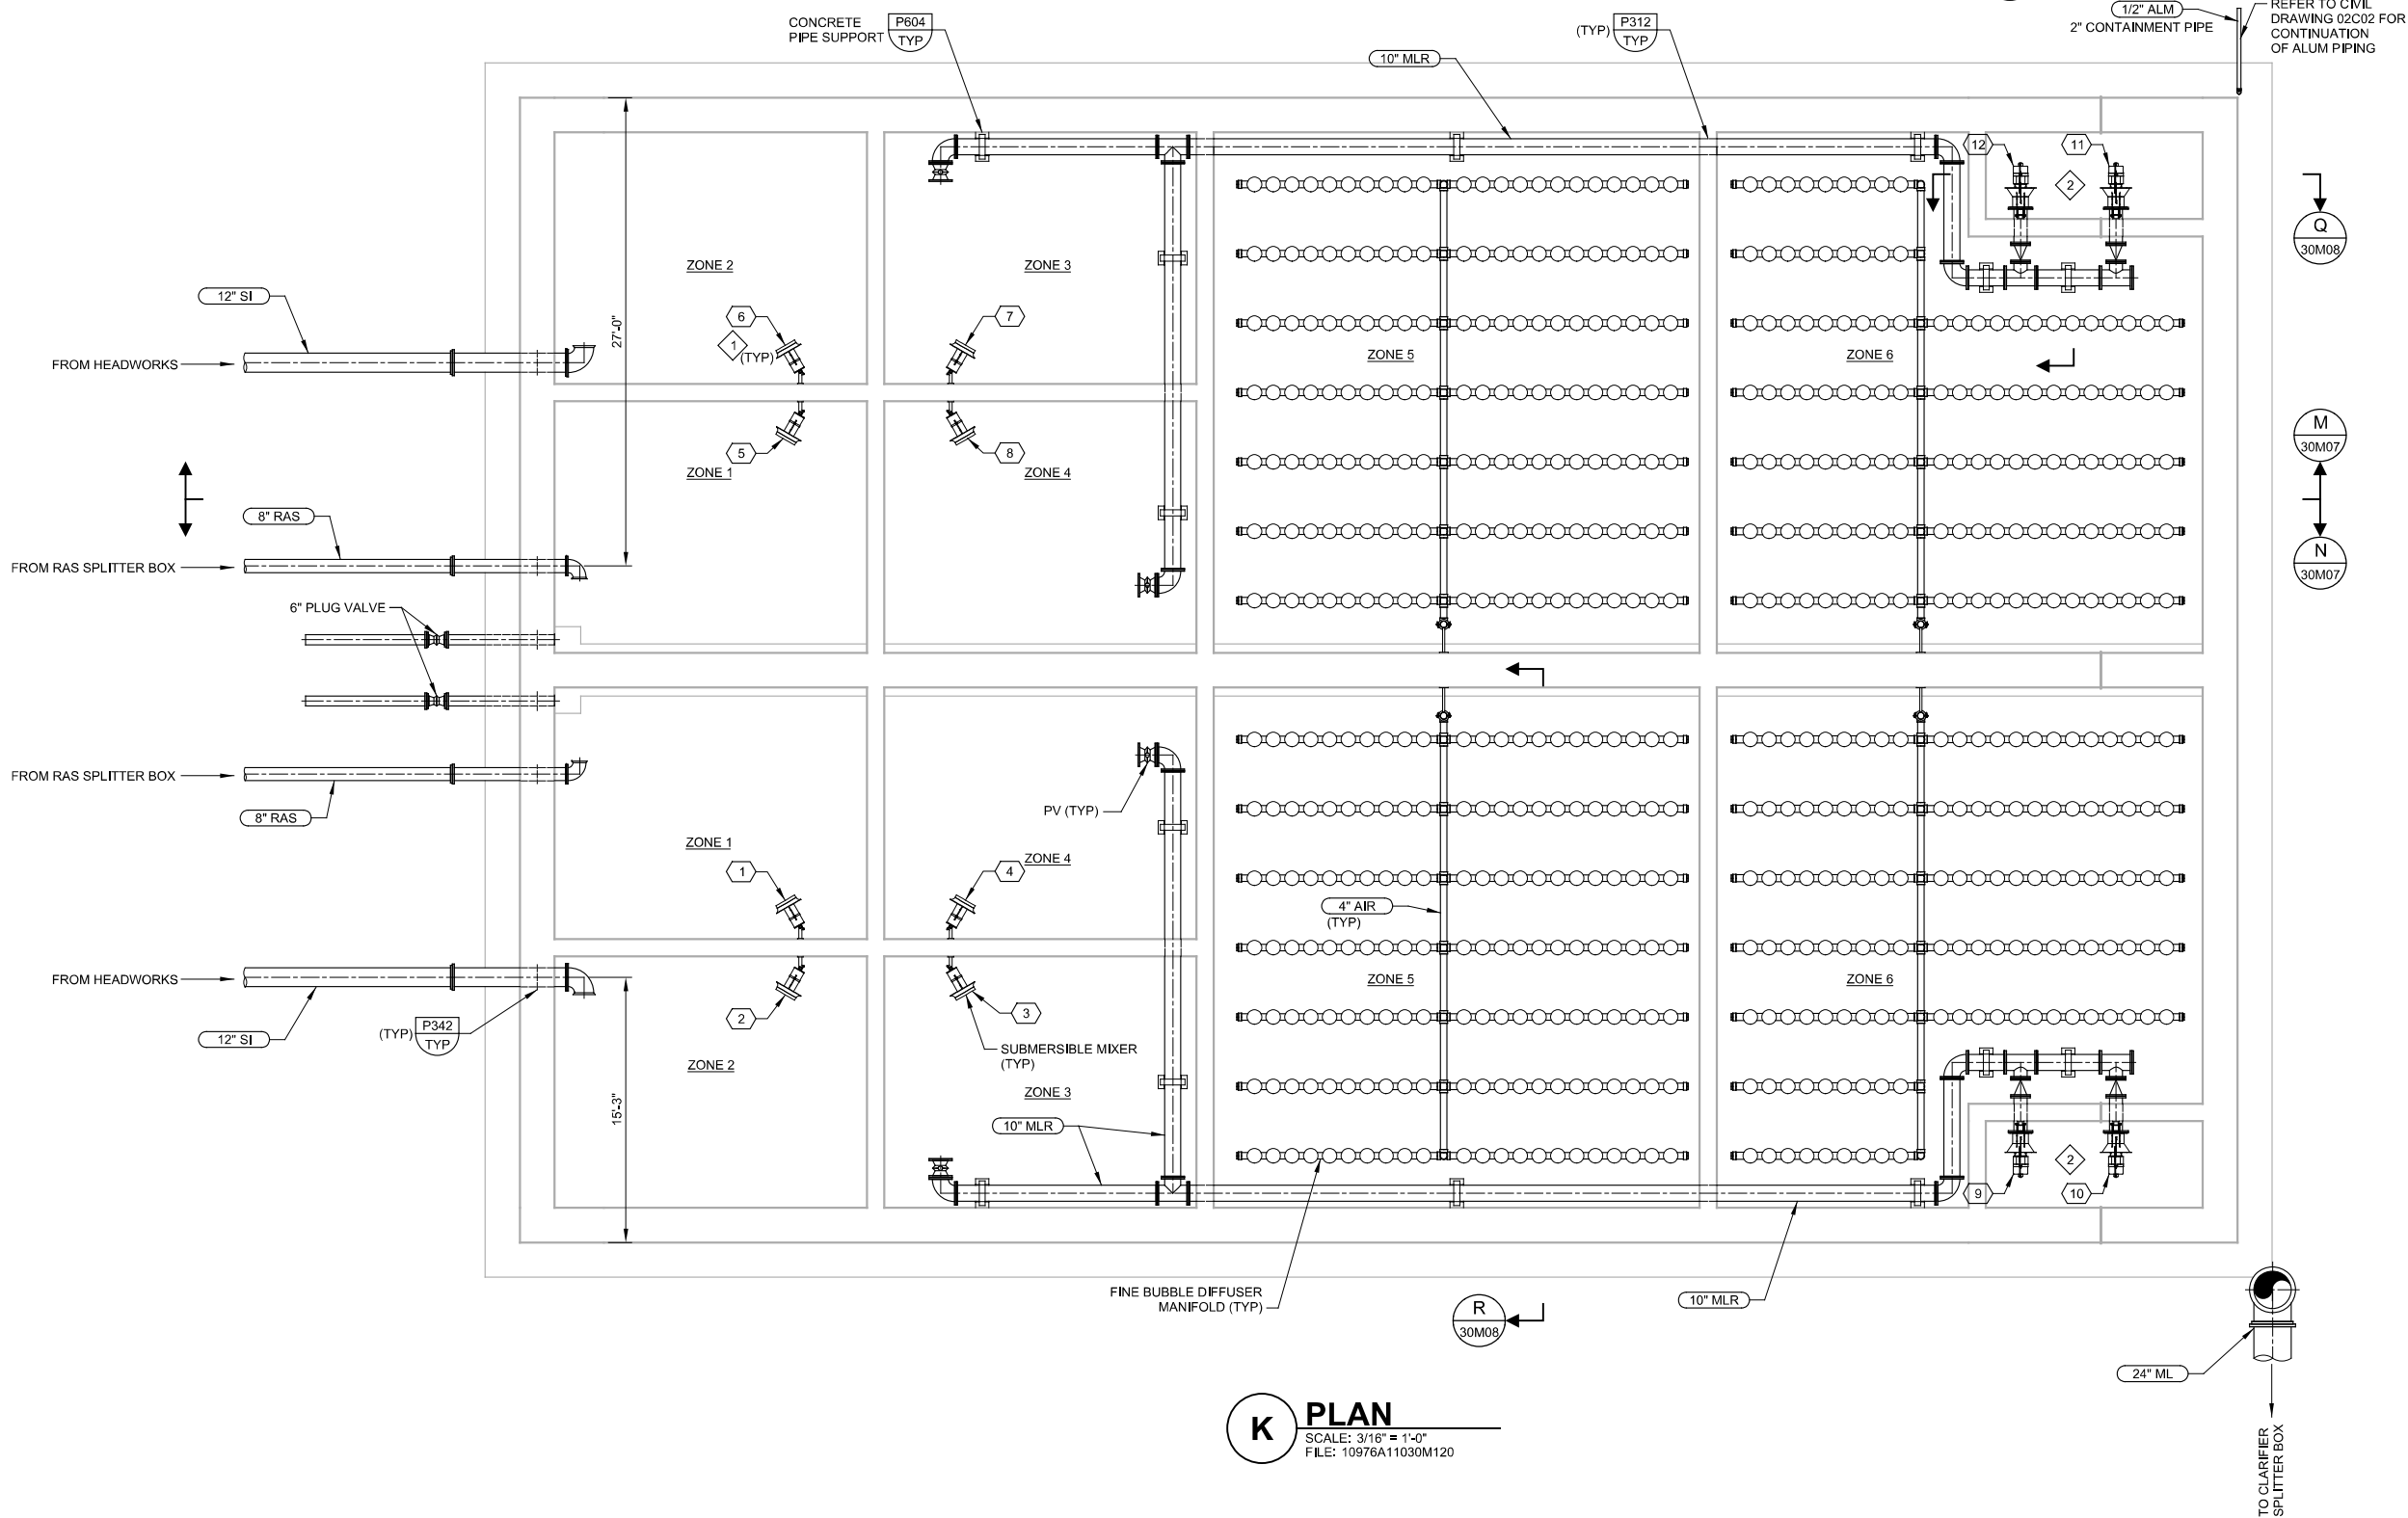 1/2" ALM
2" CONTAINMENT PIPE
REFER TO CIVIL
DRAWING 02C02 FOR
CONTINUATION
OF ALUM PIPING
CONCRETE
PIPE SUPPORT
P604
TYP
(TYP)
P312
TYP
10" MLR
12
11
2
Q
30M08
ZONE 2
ZONE 3
12" SI
27'-0"
6
1
(TYP)
7
ZONE 5
ZONE 6
FROM HEADWORKS
5
8
ZONE 1
ZONE 4
M
30M07
N
30M07
8" RAS
FROM RAS SPLITTER BOX
6" PLUG VALVE
FROM RAS SPLITTER BOX
8" RAS
PV (TYP)
ZONE 1
ZONE 4
1
4
4" AIR
(TYP)
FROM HEADWORKS
ZONE 5
ZONE 6
12" SI
(TYP)
P342
TYP
2
3
SUBMERSIBLE MIXER
(TYP)
ZONE 2
ZONE 3
15'-3"
10" MLR
2
9
10
FINE BUBBLE DIFFUSER
MANIFOLD (TYP)
R
30M08
10" MLR
24" ML
TO CLARIFIER
SPLITTER BOX
K
PLAN
SCALE: 3/16" = 1'-0"
FILE: 10976A11030M120